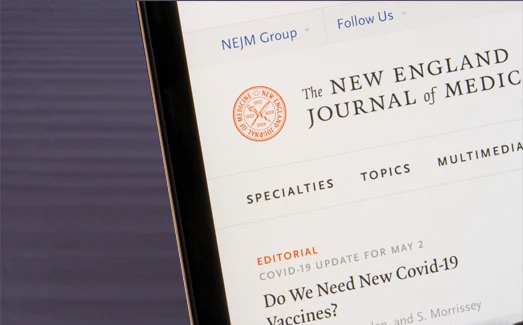 NEJM Group
Follow Us
The NEW ENGLAND
JOURNAL of MEDIC
SPECIALTIES
TOPICS
MULTIMEDIA
EDITORIAL
COVID-19 UPDATE FOR MAY 2
Do We Need New Covid-19
Vaccines?
and S. Morrissey